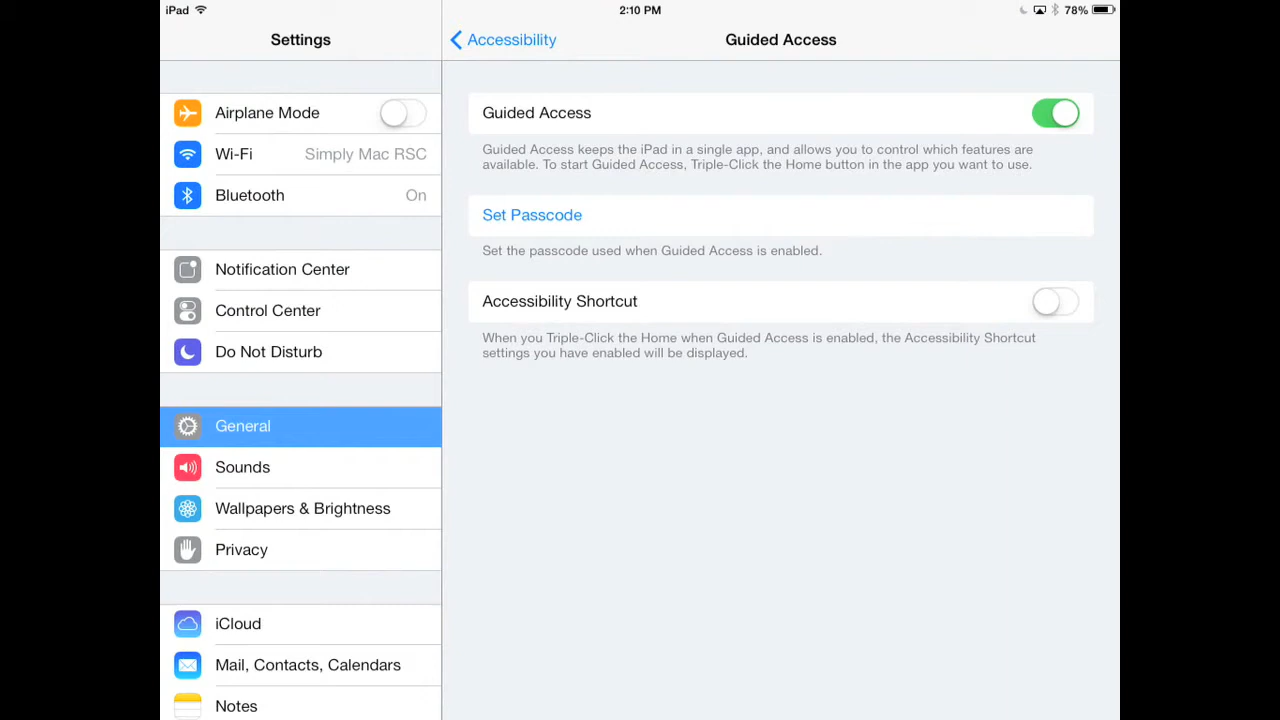 iPad
2:10 PM
78%
Settings
Accessibility
Guided Access
Airplane Mode
Wi-Fi
Simply Mac RSC
Bluetooth
On
Notification Center
Control Center
Do Not Disturb
General
Sounds
Wallpapers & Brightness
Privacy
iCloud
Mail, Contacts, Calendars
Notes
Guided Access
Guided Access keeps the iPad in a single app, and allows you to control which features are
available. To start Guided Access, Triple-Click the Home button in the app you want to use.
Set Passcode
Set the passcode used when Guided Access is enabled.
Accessibility Shortcut
When you Triple-Click the Home when Guided Access is enabled, the Accessibility Shortcut
settings you have enabled will be displayed.